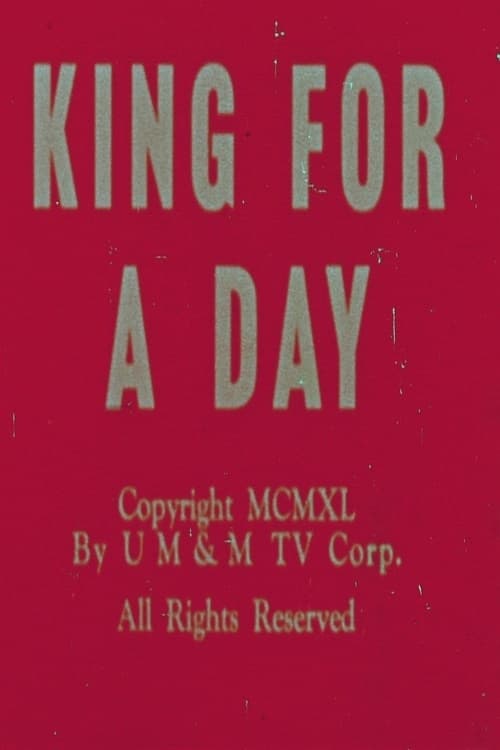 KING FOR
A DAY
Copyright MCMXL
By U M & M TV Corp.
All Rights Reserved